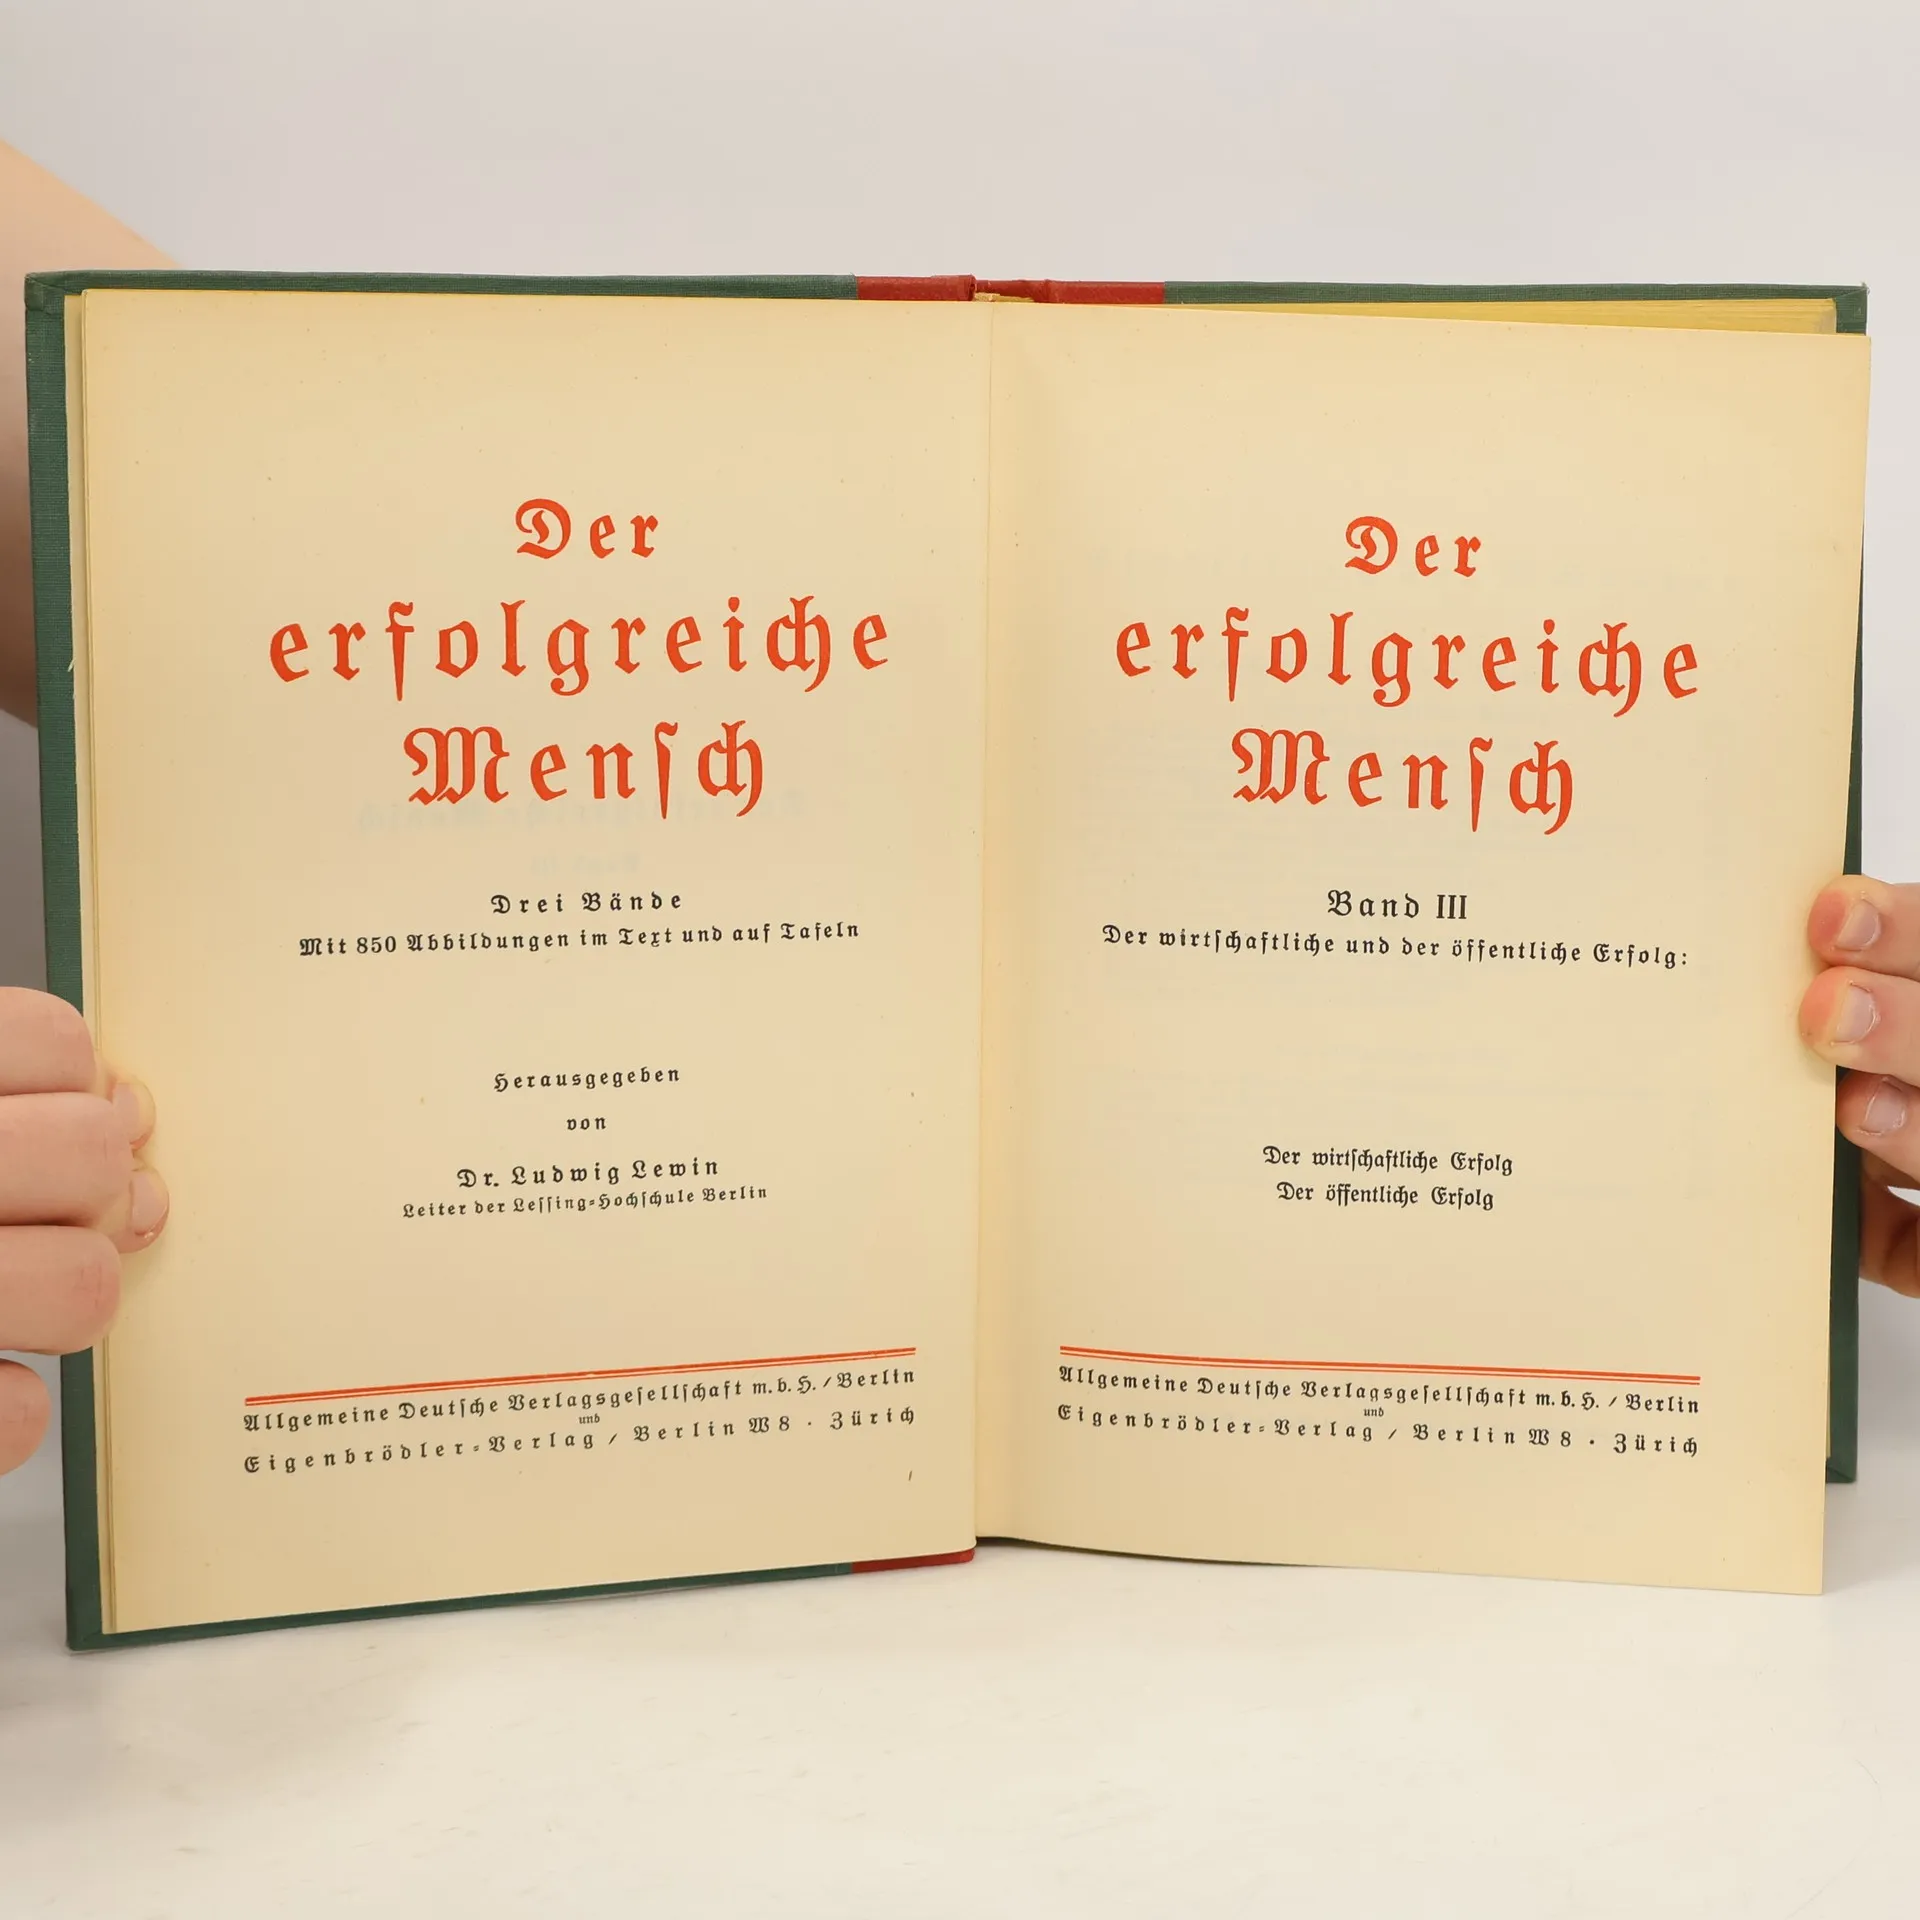 Der
erfolgreiche
Menſch
Drei Bände
Mit 850 Abbildungen im Text und auf Tafeln
Herausgegeben
von
Dr. Ludwig Lewin
Leiter der Leſſing-Hochſchule Berlin
Allgemeine Deutſche Verlagsgeſellſchaft m. b. H. / Berlin
und
Eigenbrödler-Verlag / Berlin W 8 · Zürich
Der
erfolgreiche
Menſch
Band III
Der wirtſchaftliche und der öffentliche Erfolg:
Der wirtſchaftliche Erfolg
Der öffentliche Erfolg
Allgemeine Deutſche Verlagsgeſellſchaft m. b. H. / Berlin
und
Eigenbrödler-Verlag / Berlin W 8 · Zürich